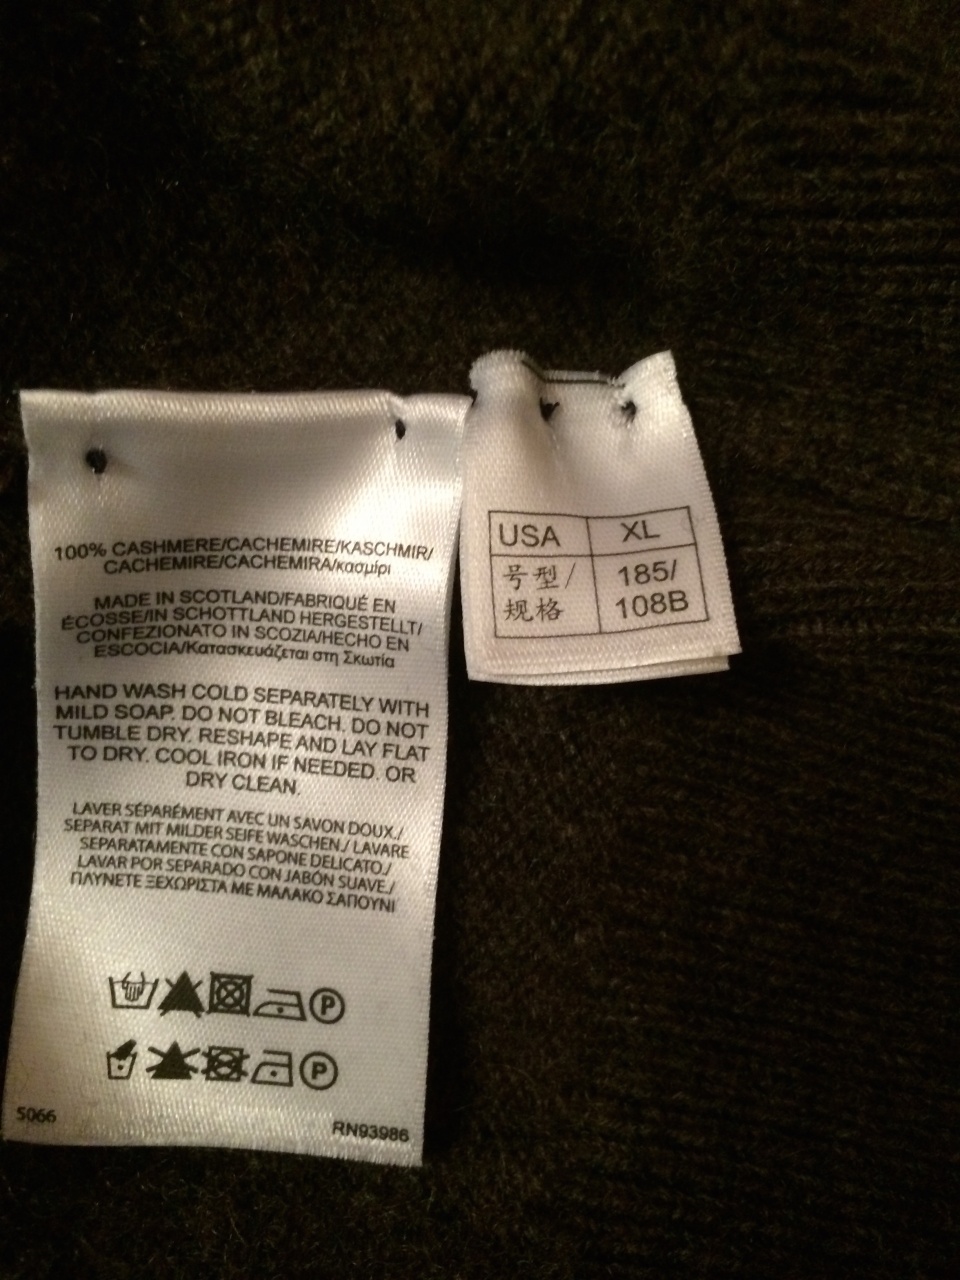 100% CASHMERE/CACHEMIRE/KASCHMIR/
CACHEMIRE/CACHEMIRA/κασμίρι
MADE IN SCOTLAND/FABRIQUÉ EN
ÉCOSSE/IN SCHOTTLAND HERGESTELLT/
CONFEZIONATO IN SCOZIA/HECHO EN
ESCOCIA/Κατασκευάζεται στη Σκωτία
HAND WASH COLD SEPARATELY WITH
MILD SOAP. DO NOT BLEACH. DO NOT
TUMBLE DRY. RESHAPE AND LAY FLAT
TO DRY. COOL IRON IF NEEDED. OR
DRY CLEAN.
LAVER SÉPARÉMENT AVEC UN SAVON DOUX./
SEPARAT MIT MILDER SEIFE WASCHEN./ LAVARE
SEPARATAMENTE CON SAPONE DELICATO./
LAVAR POR SEPARADO CON JABÓN SUAVE./
ΠΛΥΝΕΤΕ ΞΕΧΩΡΙΣΤΑ ΜΕ ΜΑΛΑΚΟ ΣΑΠΟΥΝΙ
P
P
S066
RN93986
USA XL
号型/ 185/
规格 108B